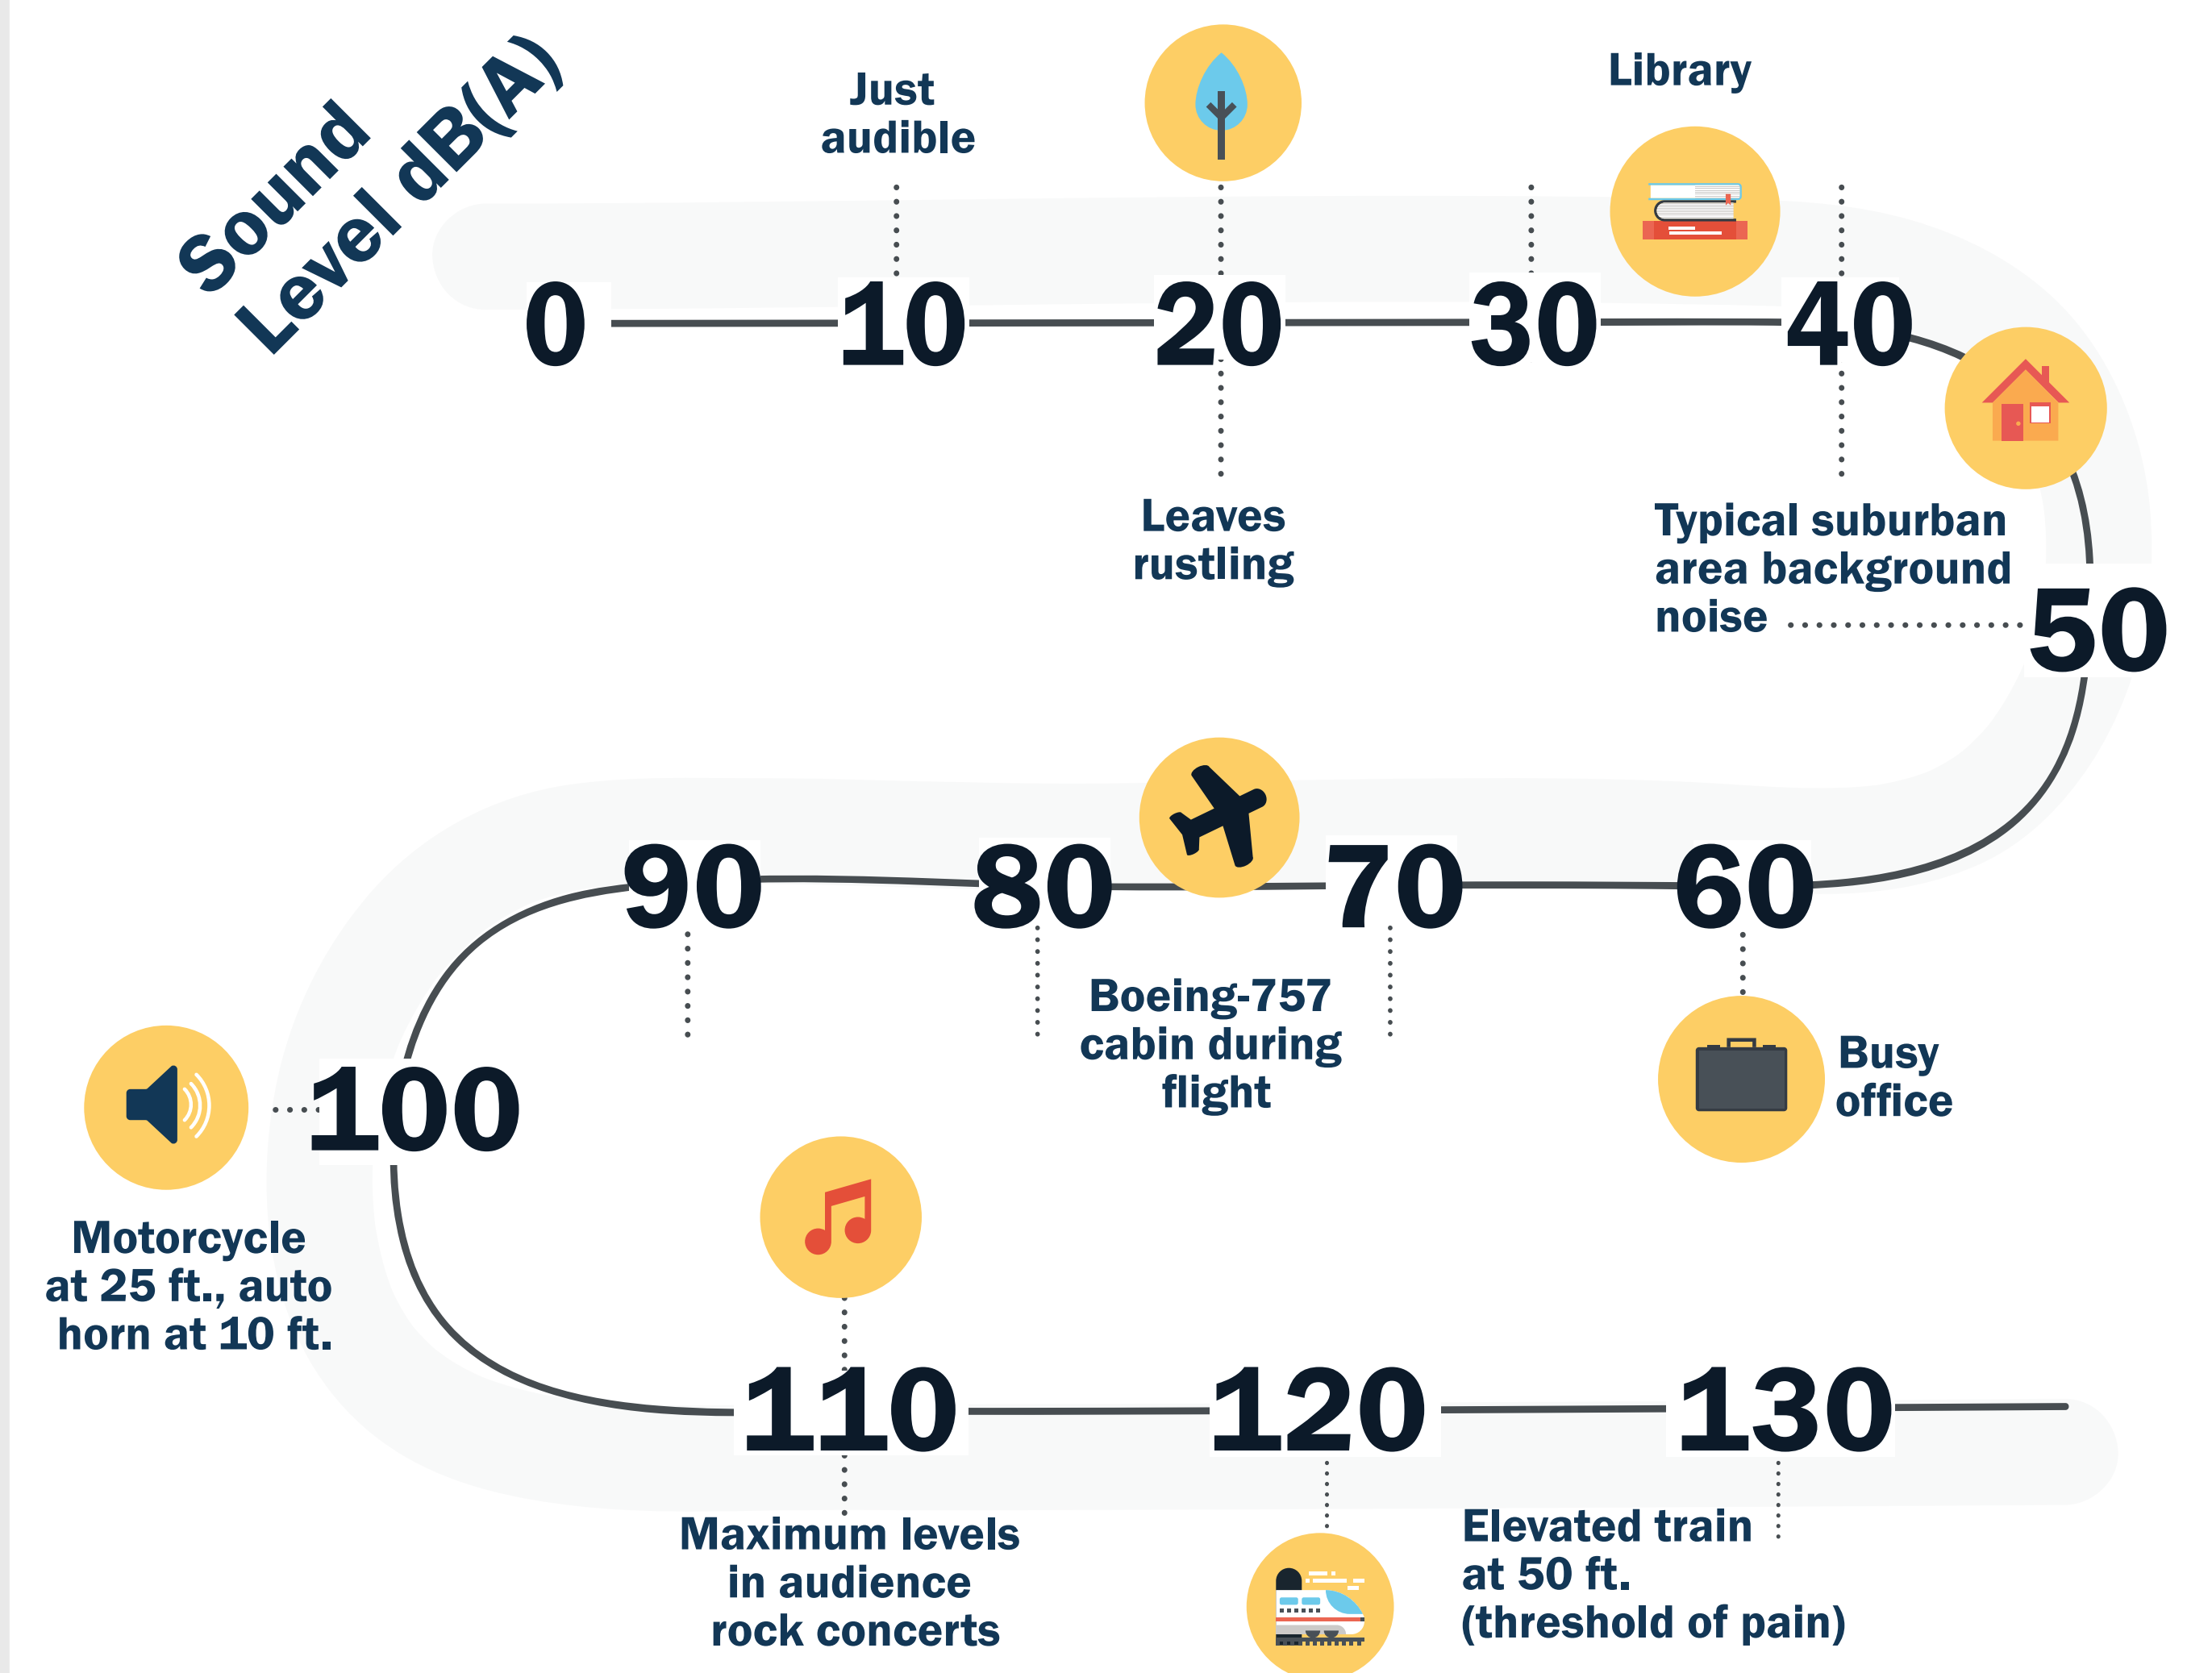 Sound
Level dB(A)
Just
audible
Library
0
10
20
30
40
Leaves
rustling
Typical suburban
area background
noise
50
60
70
80
90
Boeing-757
cabin during
flight
Busy
office
100
Motorcycle
at 25 ft., auto
horn at 10 ft.
110
120
130
Maximum levels
in audience
rock concerts
Elevated train
at 50 ft.
(threshold of pain)